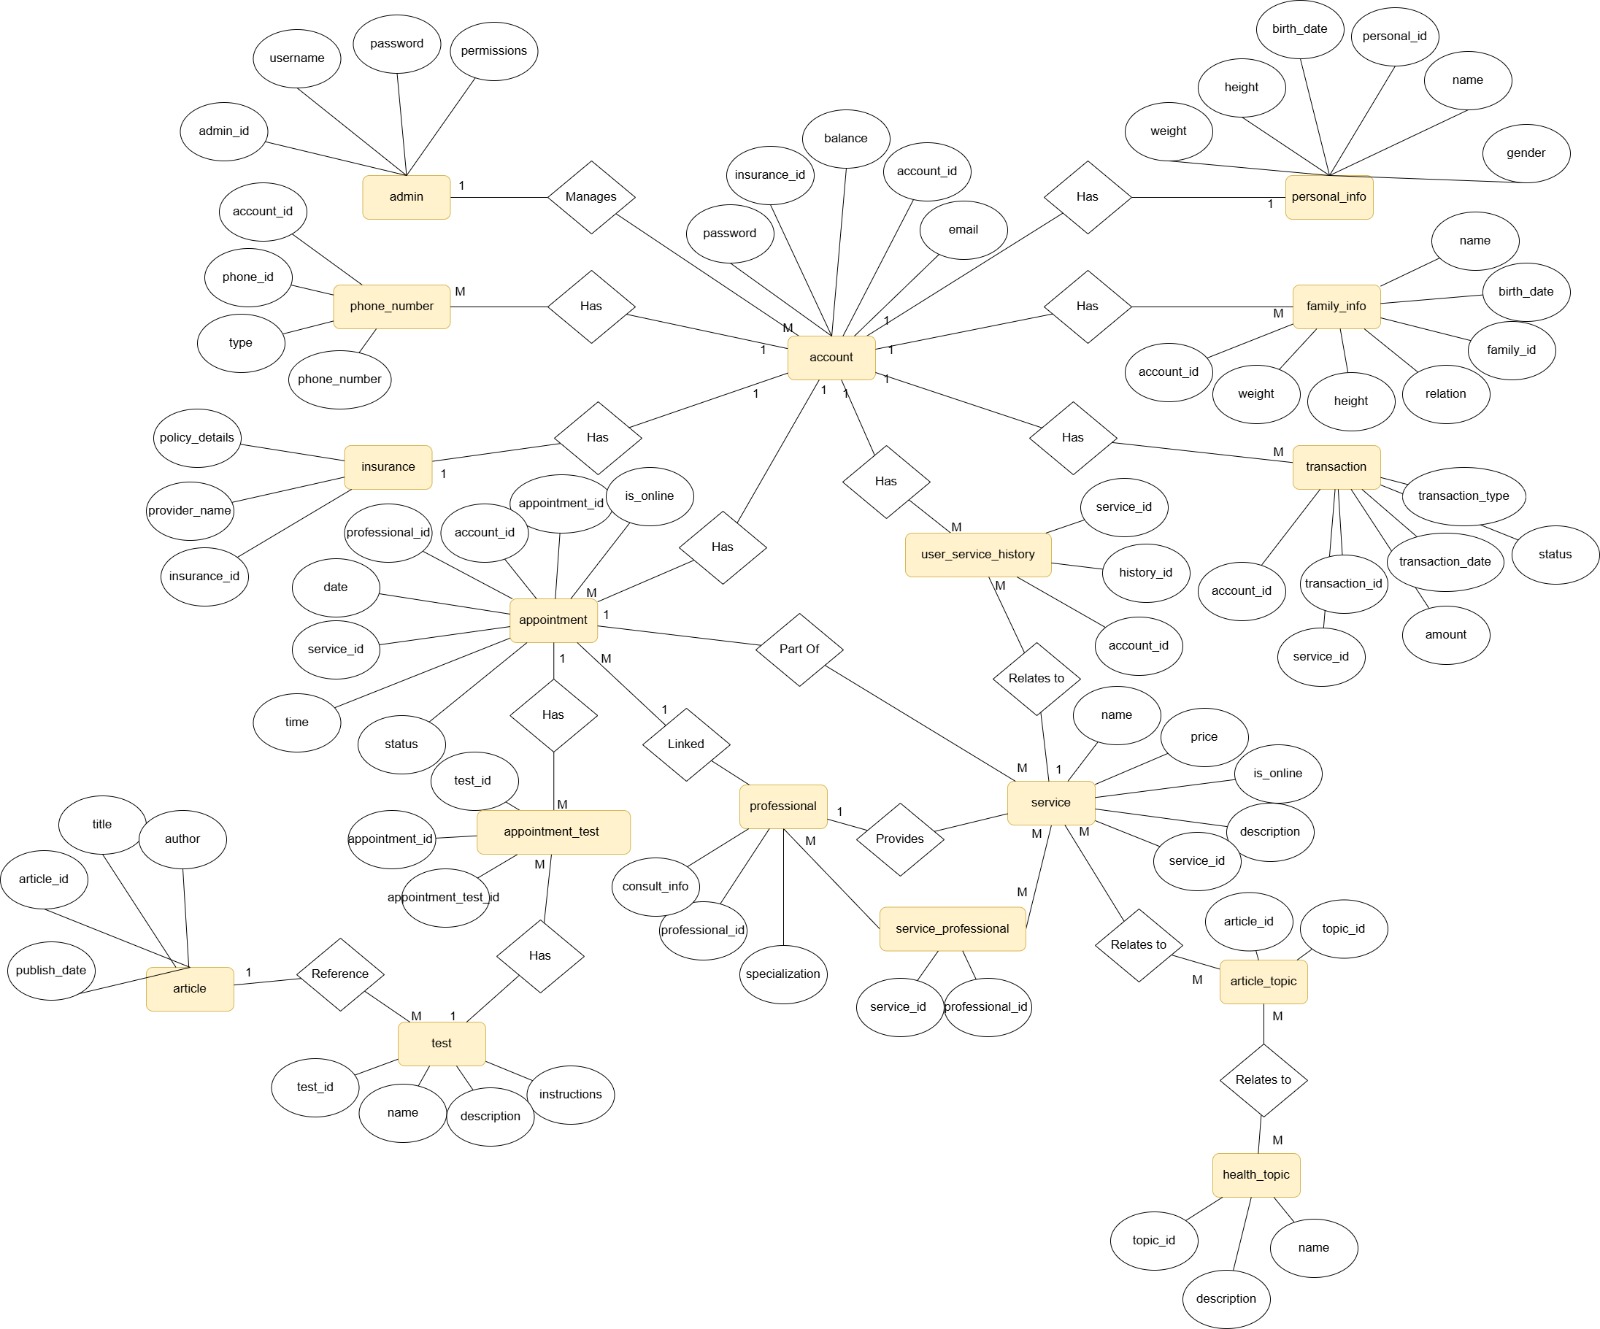 birth_date
personal_id
password
permissions
username
name
height
admin_id
weight
balance
gender
insurance_id
account_id
1
admin
Manages
Has
1
personal_info
account_id
password
email
name
phone_id
M
phone_number
Has
Has
M
family_info
birth_date
type
M
1
1
account
1
family_id
phone_number
account_id
weight
height
relation
1
1
1
1
policy_details
Has
Has
M
transaction
insurance
1
Has
transaction_type
provider_name
is_online
appointment_id
account_id
professional_id
service_id
M
user_service_history
status
Has
transaction_date
insurance_id
history_id
transaction_id
account_id
date
M
M
appointment
1
amount
service_id
Part Of
account_id
service_id
1
M
Relates to
time
Has
1
name
status
Linked
price
test_id
M
1
is_online
M
professional
1
service
title
author
appointment_test
M
Provides
M
M
description
appointment_id
service_id
article_id
M
consult_info
M
appointment_test_id
article_id
topic_id
professional_id
service_professional
Relates to
Has
publish_date
1
Reference
specialization
M
article_topic
article
service_id
professional_id
M
1
M
test
test_id
name
description
instructions
Relates to
M
health_topic
topic_id
name
description